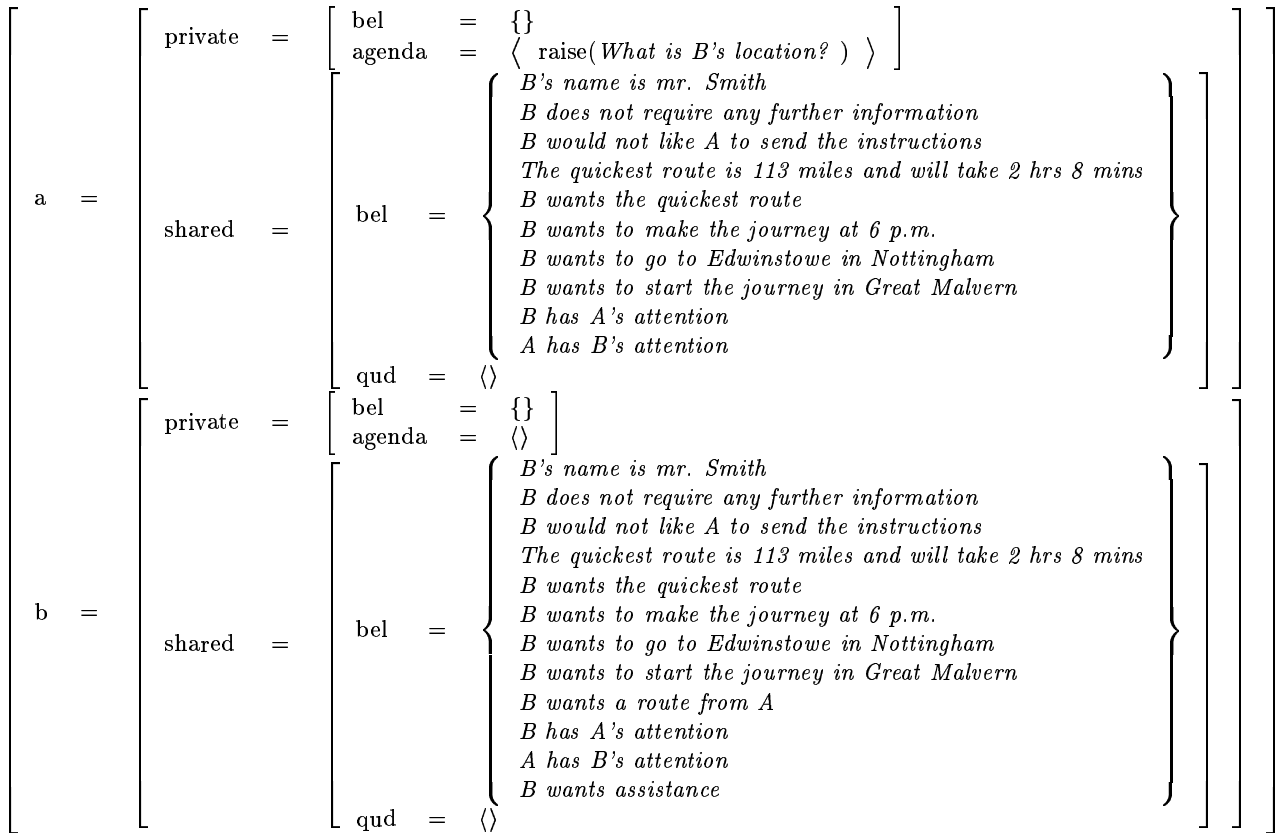 private = bel = {}
agenda = ⟨ raise(What is B's location? ) ⟩
B's name is mr. Smith
B does not require any further information
B would not like A to send the instructions
The quickest route is 113 miles and will take 2 hrs 8 mins
a =
bel =
B wants the quickest route
shared =
B wants to make the journey at 6 p.m.
B wants to go to Edwinstowe in Nottingham
B wants to start the journey in Great Malvern
B has A's attention
A has B's attention
qud = ⟨⟩
private = bel = {}
agenda = ⟨⟩
B's name is mr. Smith
B does not require any further information
B would not like A to send the instructions
The quickest route is 113 miles and will take 2 hrs 8 mins
B wants the quickest route
b =
bel =
B wants to make the journey at 6 p.m.
shared =
B wants to go to Edwinstowe in Nottingham
B wants to start the journey in Great Malvern
B wants a route from A
B has A's attention
A has B's attention
B wants assistance
qud = ⟨⟩